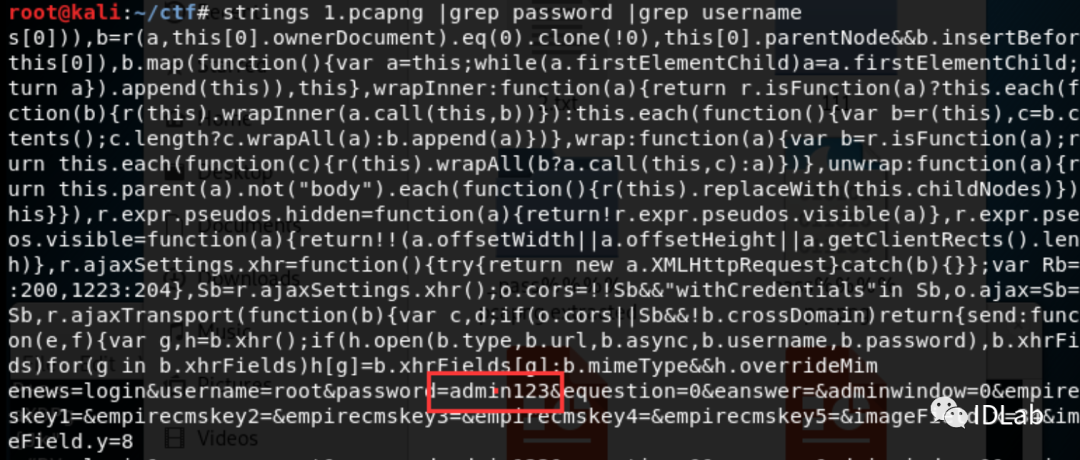 root@kali:~/ctf# strings 1.pcapng |grep password |grep username
s[0])),b=r(a,this[0].ownerDocument).eq(0).clone(!0),this[0].parentNode&&b.insertBefor
this[0]),b.map(function(){var a=this;while(a.firstElementChild)a=a.firstElementChild;
turn a}).append(this)),this},wrapInner:function(a){return r.isFunction(a)?this.each(f
ction(b){r(this).wrapInner(a.call(this,b))}):this.each(function(){var b=r(this),c=b.c
tents();c.length?c.wrapAll(a):b.append(a)})},wrap:function(a){var b=r.isFunction(a);r
urn this.each(function(c){r(this).wrapAll(b?a.call(this,c):a)})},unwrap:function(a){r
urn this.parent(a).not("body").each(function(){r(this).replaceWith(this.childNodes)})
his}}),r.expr.pseudos.hidden=function(a){return!r.expr.pseudos.visible(a)},r.expr.pse
os.visible=function(a){return!!(a.offsetWidth||a.offsetHeight||a.getClientRects().len
h)},r.ajaxSettings.xhr=function(){try{return new a.XMLHttpRequest}catch(b){}};var Rb=
:200,1223:204},Sb=r.ajaxSettings.xhr();o.cors=!!Sb&&"withCredentials"in Sb,o.ajax=Sb=
Sb,r.ajaxTransport(function(b){var c,d;if(o.cors||Sb&&!b.crossDomain)return{send:func
on(e,f){var g,h=b.xhr();if(h.open(b.type,b.url,b.async,b.username,b.password),b.xhrFi
ds)for(g in b.xhrFields)h[g]=b.xhrFields[g];b.mimeType&&h.overrideMim
enews=login&username=root&password=admin123&equestion=0&eanswer=&adminwindow=0&empire
skey1=&empirecmskey2=&empirecmskey3=&empirecmskey4=&empirecmskey5=&imageField
eField.y=8
IDLab
Desktop
Documents
Downloads
Music
Pictures
Videos